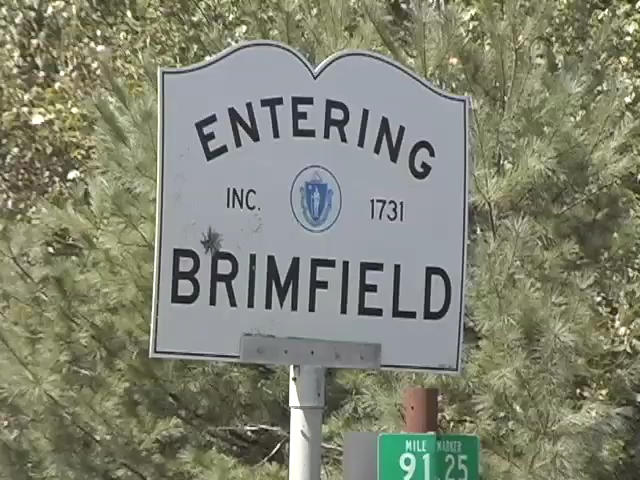 ENTERING
INC. 1731
BRIMFIELD
MILE MARKER
91.25